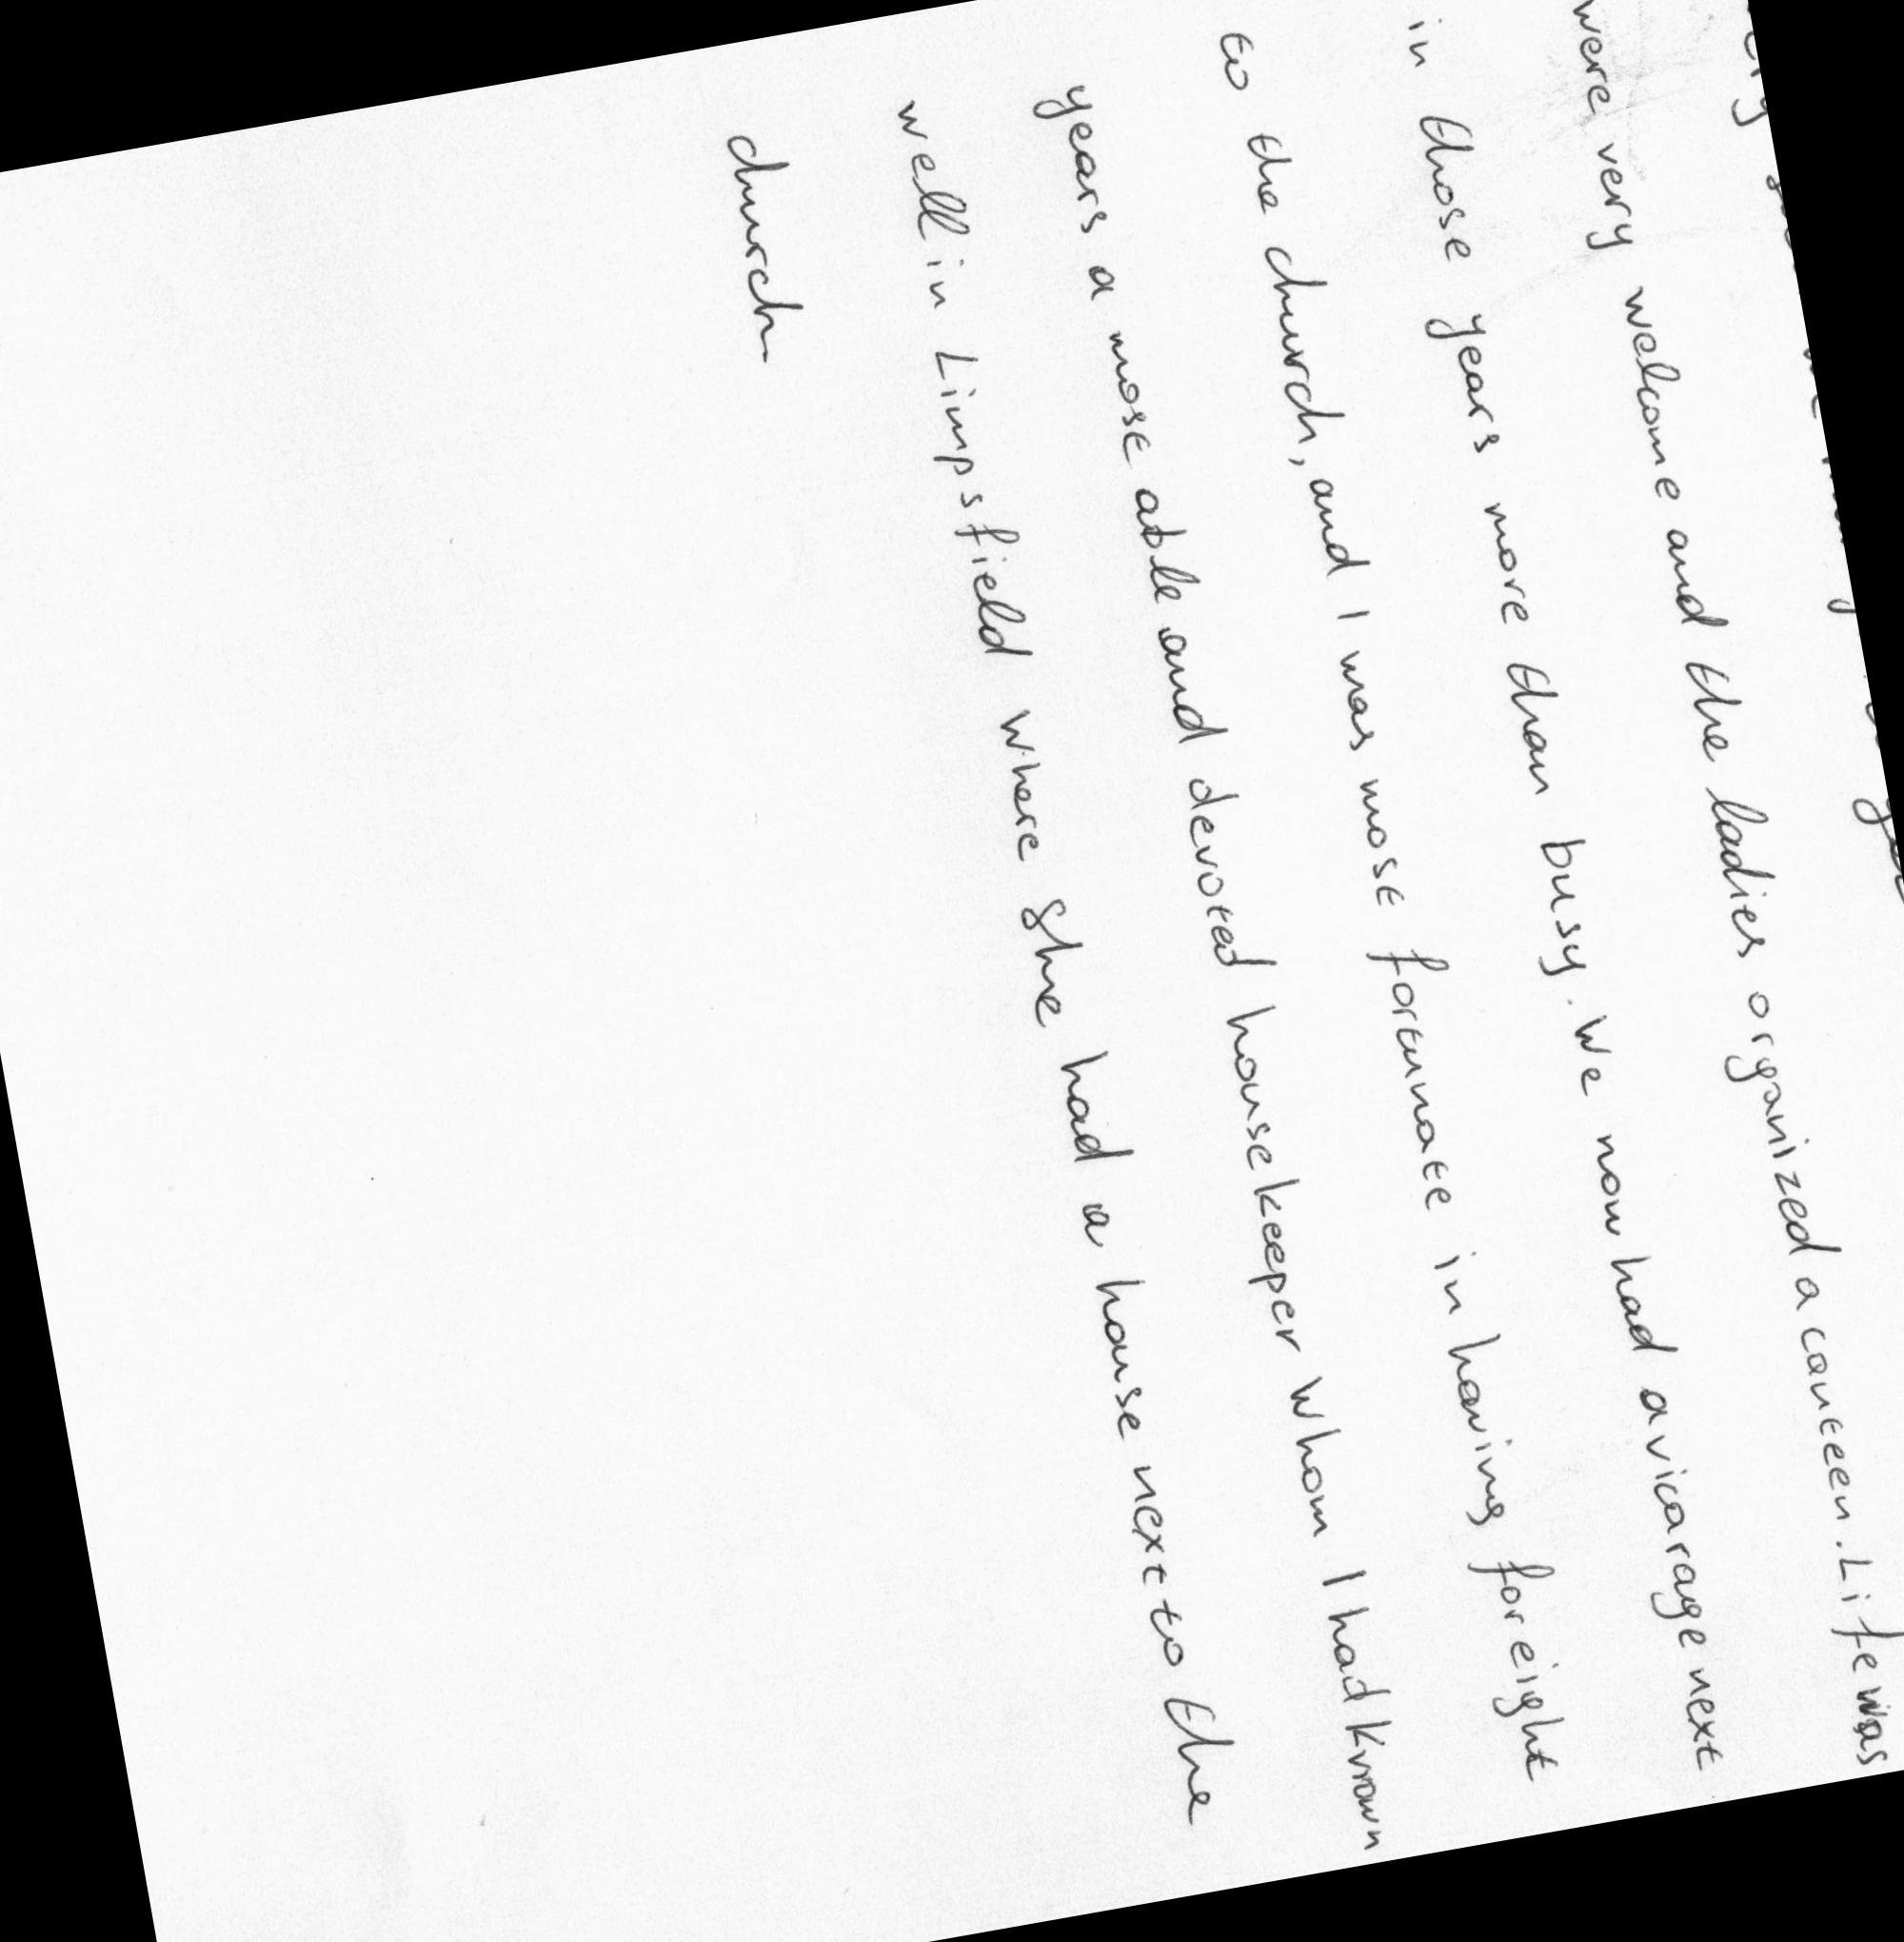 were very welcome and the ladies organized a canteen. Life was
in those years more than busy. We now had a vicarage next
to the church, and I was most fortunate in having for eight
years a most able and devoted housekeeper whom I had known
well in Limpsfield where she had a house next to the
church.